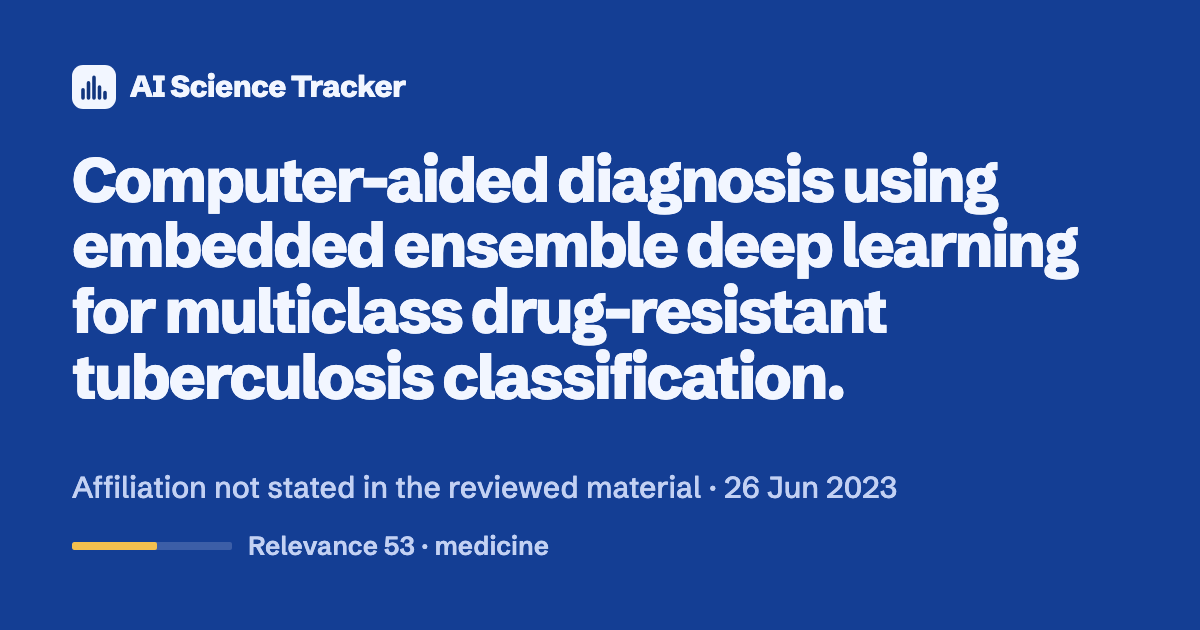 AI Science Tracker
Computer-aided diagnosis using
embedded ensemble deep learning
for multiclass drug-resistant
tuberculosis classification.
Affiliation not stated in the reviewed material · 26 Jun 2023
Relevance 53 · medicine